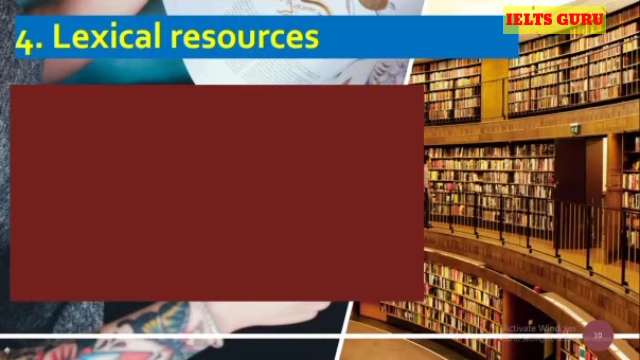 IELTS GURU
4. Lexical resources
Activate Windows
10